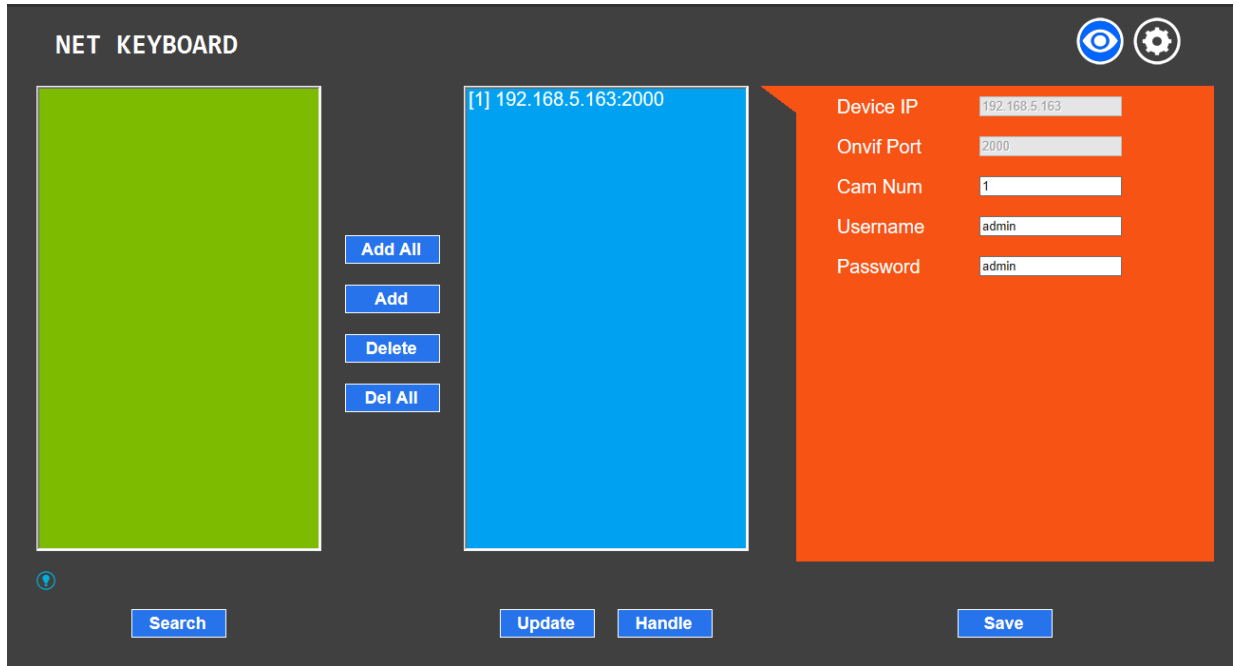 NET KEYBOARD
[1] 192.168.5.163:2000
Add All
Add
Delete
Del All
Device IP 192.168.5.163
Onvif Port 2000
Cam Num 1
Username admin
Password admin
Search
Update
Handle
Save